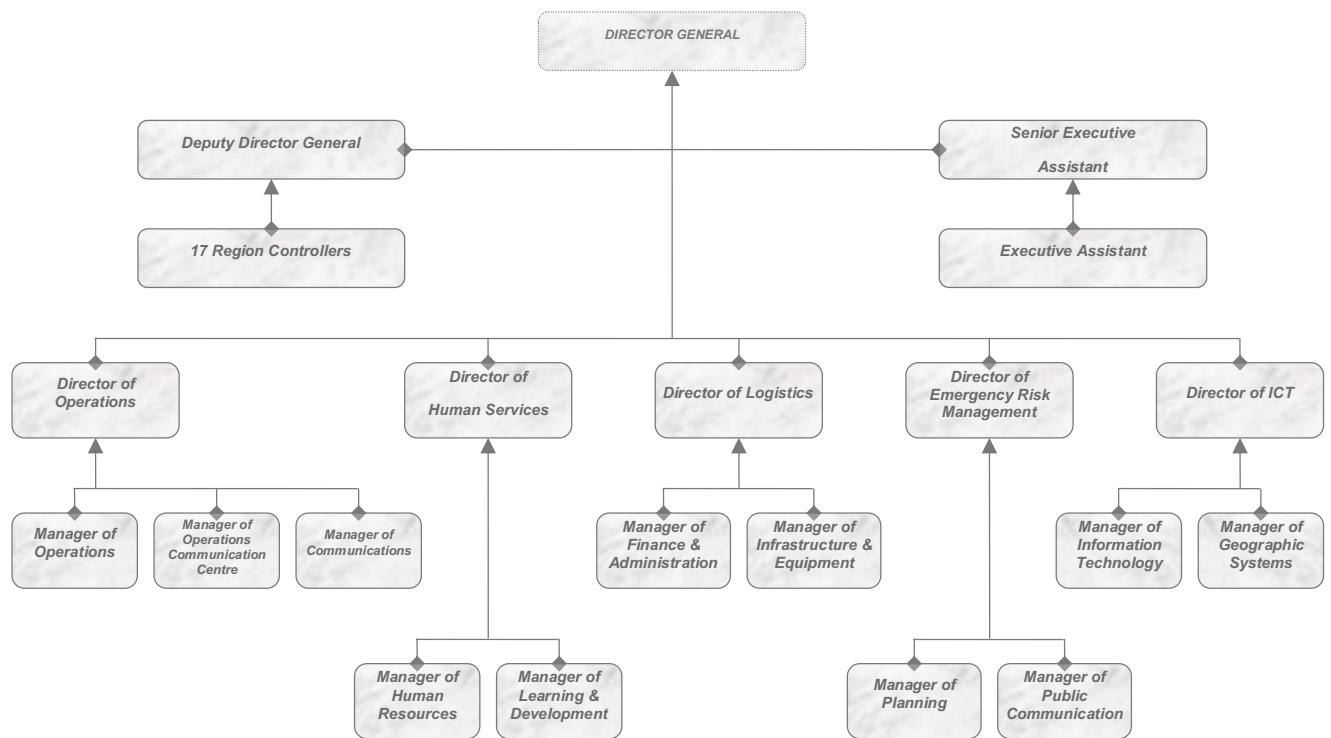 DIRECTOR GENERAL
Deputy Director General
Senior Executive
Assistant
17 Region Controllers
Executive Assistant
Director of
Operations
Director of
Human Services
Director of Logistics
Director of
Emergency Risk
Management
Director of ICT
Manager of
Operations
Manager of
Operations
Communication
Centre
Manager of
Communications
Manager of
Finance &
Administration
Manager of
Infrastructure &
Equipment
Manager of
Information
Technology
Manager of
Geographic
Systems
Manager of
Human
Resources
Manager of
Learning &
Development
Manager of
Planning
Manager of
Public
Communication